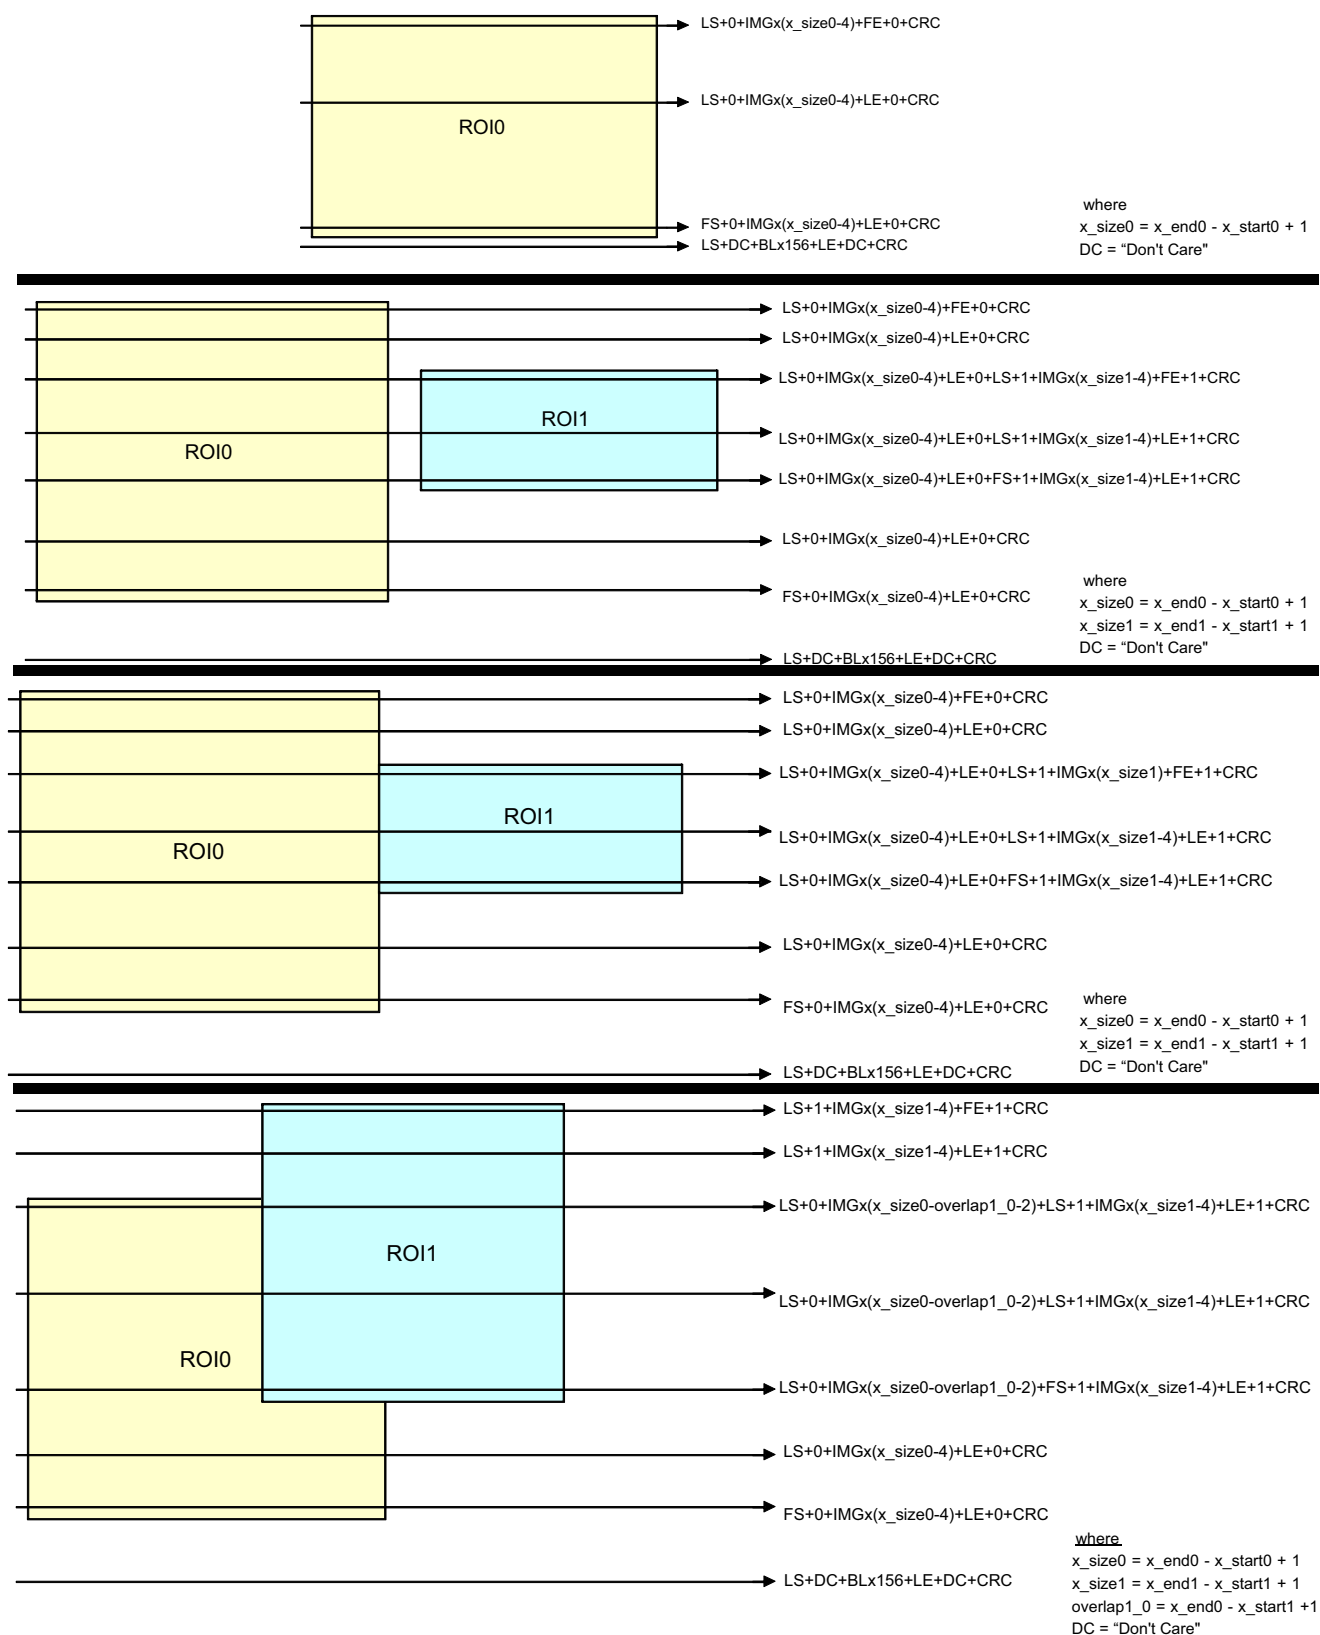 LS+0+IMGx(x_size0-4)+FE+0+CRC
LS+0+IMGx(x_size0-4)+LE+0+CRC
ROI0
FS+0+IMGx(x_size0-4)+LE+0+CRC
LS+DC+BLx156+LE+DC+CRC
where
x_size0 = x_end0 - x_start0 + 1
DC = “Don't Care"
LS+0+IMGx(x_size0-4)+FE+0+CRC
LS+0+IMGx(x_size0-4)+LE+0+CRC
LS+0+IMGx(x_size0-4)+LE+0+LS+1+IMGx(x_size1-4)+FE+1+CRC
ROI1
LS+0+IMGx(x_size0-4)+LE+0+LS+1+IMGx(x_size1-4)+LE+1+CRC
ROI0
LS+0+IMGx(x_size0-4)+LE+0+FS+1+IMGx(x_size1-4)+LE+1+CRC
LS+0+IMGx(x_size0-4)+LE+0+CRC
FS+0+IMGx(x_size0-4)+LE+0+CRC
where
x_size0 = x_end0 - x_start0 + 1
x_size1 = x_end1 - x_start1 + 1
DC = “Don't Care"
LS+DC+BLx156+LE+DC+CRC
LS+0+IMGx(x_size0-4)+FE+0+CRC
LS+0+IMGx(x_size0-4)+LE+0+CRC
LS+0+IMGx(x_size0-4)+LE+0+LS+1+IMGx(x_size1)+FE+1+CRC
ROI1
LS+0+IMGx(x_size0-4)+LE+0+LS+1+IMGx(x_size1-4)+LE+1+CRC
ROI0
LS+0+IMGx(x_size0-4)+LE+0+FS+1+IMGx(x_size1-4)+LE+1+CRC
LS+0+IMGx(x_size0-4)+LE+0+CRC
FS+0+IMGx(x_size0-4)+LE+0+CRC
where
x_size0 = x_end0 - x_start0 + 1
x_size1 = x_end1 - x_start1 + 1
DC = “Don't Care"
LS+DC+BLx156+LE+DC+CRC
LS+1+IMGx(x_size1-4)+FE+1+CRC
LS+1+IMGx(x_size1-4)+LE+1+CRC
LS+0+IMGx(x_size0-overlap1_0-2)+LS+1+IMGx(x_size1-4)+LE+1+CRC
ROI1
LS+0+IMGx(x_size0-overlap1_0-2)+LS+1+IMGx(x_size1-4)+LE+1+CRC
ROI0
LS+0+IMGx(x_size0-overlap1_0-2)+FS+1+IMGx(x_size1-4)+LE+1+CRC
LS+0+IMGx(x_size0-4)+LE+0+CRC
FS+0+IMGx(x_size0-4)+LE+0+CRC
where
x_size0 = x_end0 - x_start0 + 1
LS+DC+BLx156+LE+DC+CRC
x_size1 = x_end1 - x_start1 + 1
overlap1_0 = x_end0 - x_start1 +1
DC = “Don't Care"